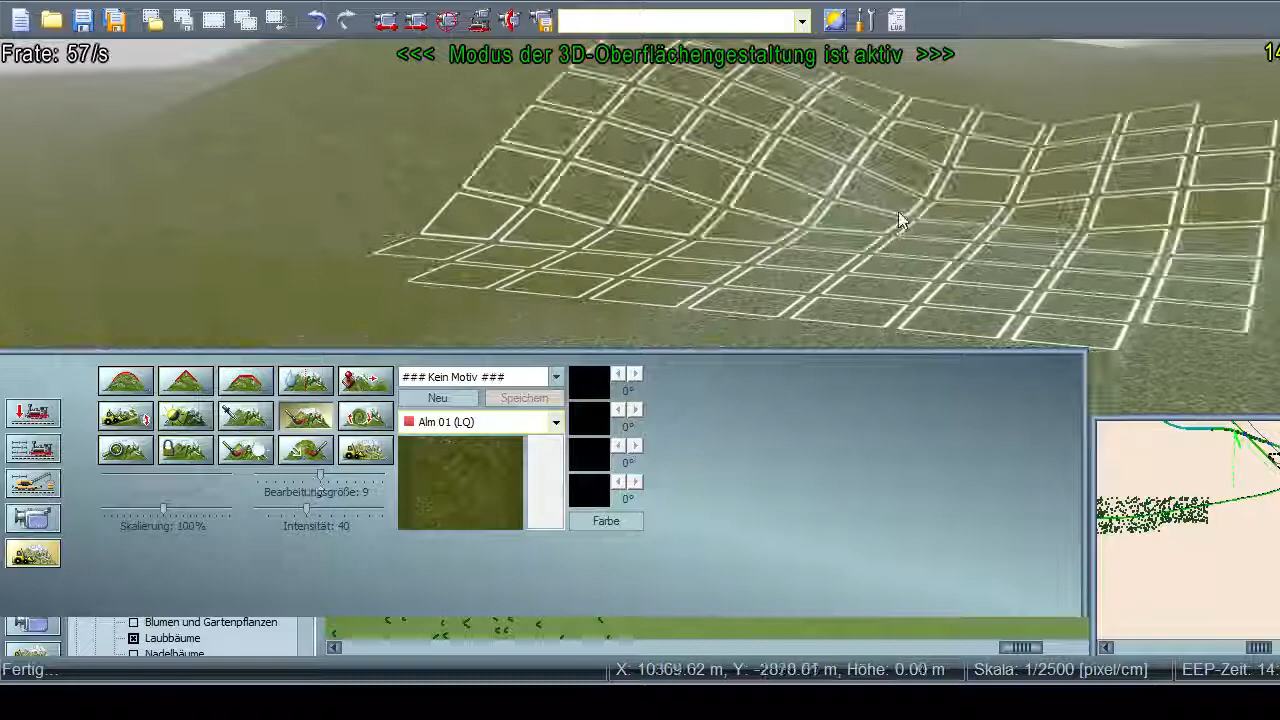 LUA
Frate: 57/s
<<< Modus der 3D-Oberflächengestaltung ist aktiv >>>
14
### Kein Motiv ###
0°
Neu
Speichern
Alm 01 (LQ)
0°
0°
Bearbeitungsgröße: 9
0°
Skalierung: 100%
Intensität: 40
Farbe
Blumen und Gartenpflanzen
Laubbäume
Nadelbäume
Fertig...
Höhe: 0.00 m
Skala: 1/2500 [pixel/cm]
EEP-Zeit: 14: